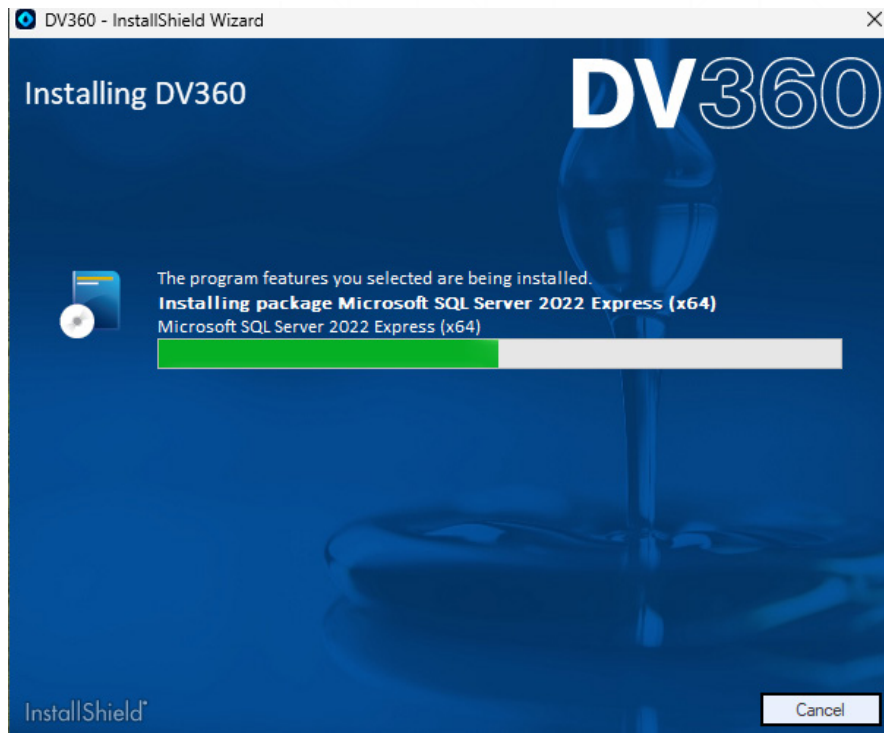 DV360 - InstallShield Wizard
Installing DV360
DV360
The program features you selected are being installed.
Installing package Microsoft SQL Server 2022 Express (x64)
Microsoft SQL Server 2022 Express (x64)
InstallShield
Cancel